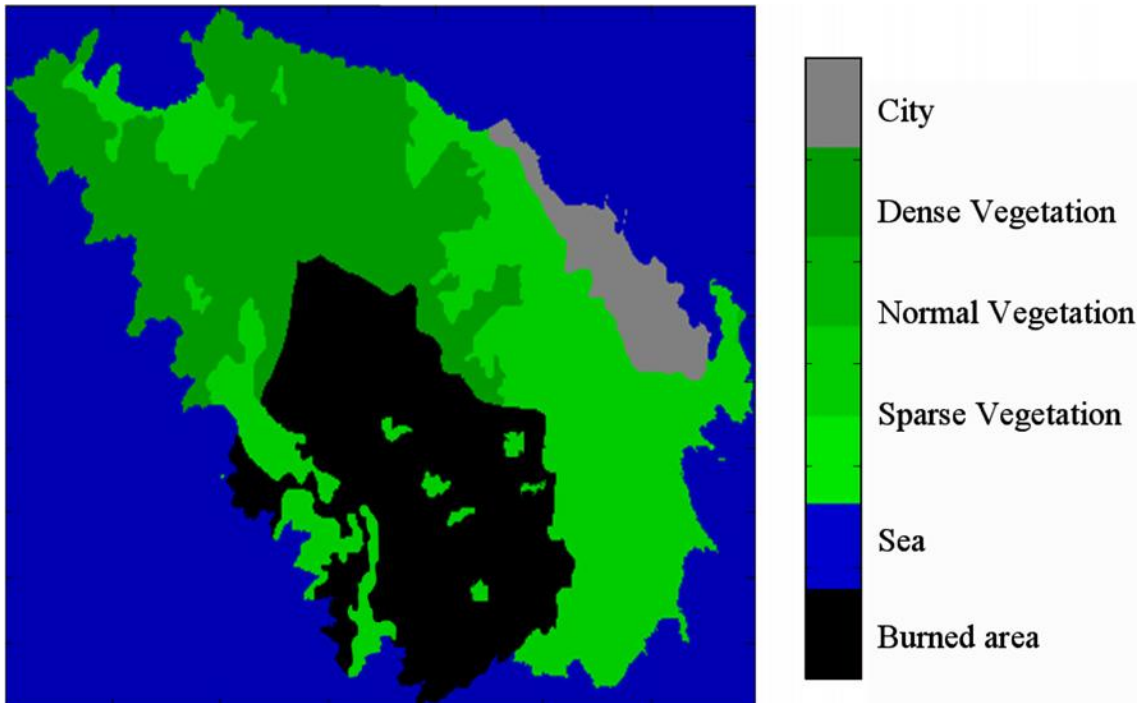 City
Dense Vegetation
Normal Vegetation
Sparse Vegetation
Sea
Burned area